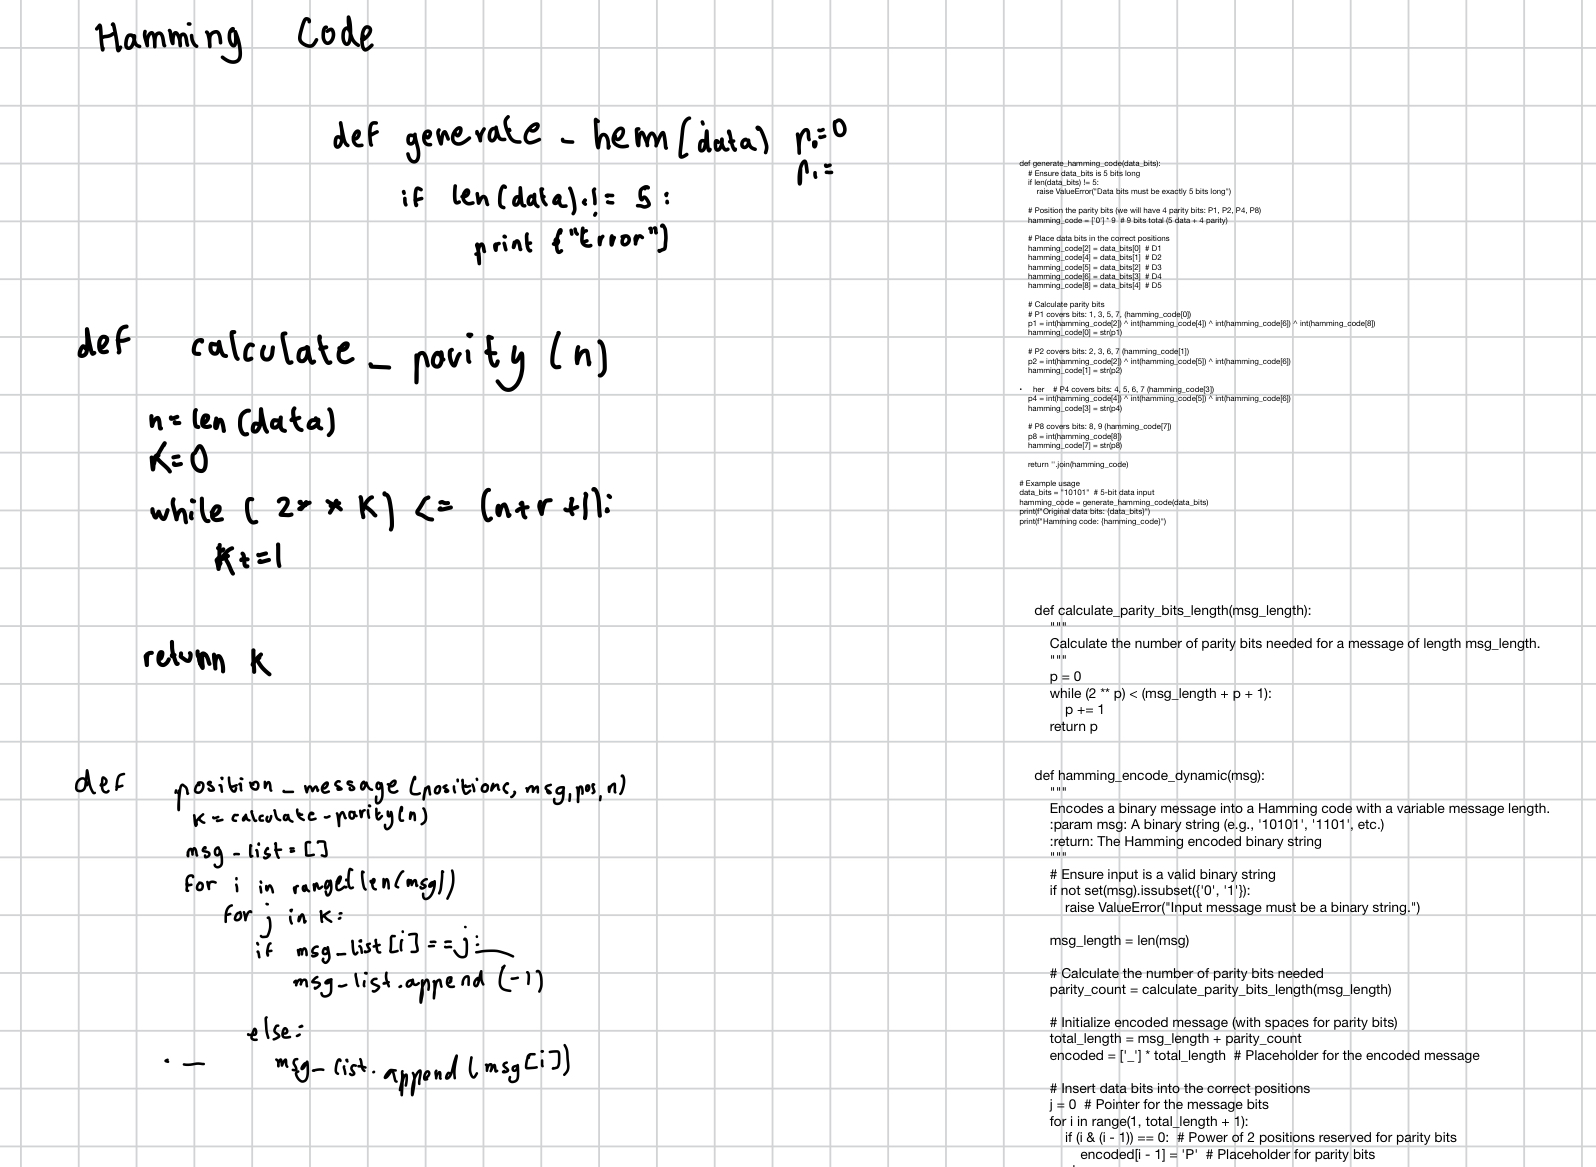 Hamming Code
def generate_hemm(data) r0=0
r1=
if len(data).!= 5:
print ("Error")
def calculate_parity (n)
n=len(data)
K=0
while ( 2** K) <= (n+r+1):
K+=1
return k
def position_message (positions, msg, pos, n)
K=calculate-parity(n)
msg-list=[]
for i in range(len(msg))
for j in K:
if msg_list[i]==j:
msg-list.append (-1)
else:
msg-list.append(msg[i])
def generate_hamming_code(data_bits):
# Ensure data_bits is 5 bits long
if len(data_bits) != 5:
raise ValueError("Data bits must be exactly 5 bits long")
# Position the parity bits (we will have 4 parity bits: P1, P2, P4, P8)
hamming_code = ['0'] * 9  # 9 bits total (5 data + 4 parity)
# Place data bits in the correct positions
hamming_code[2] = data_bits[0]  # D1
hamming_code[4] = data_bits[1]  # D2
hamming_code[5] = data_bits[2]  # D3
hamming_code[6] = data_bits[3]  # D4
hamming_code[8] = data_bits[4]  # D5
# Calculate parity bits
# P1 covers bits: 1, 3, 5, 7, (hamming_code[0])
p1 = int(hamming_code[2]) ^ int(hamming_code[4]) ^ int(hamming_code[6]) ^ int(hamming_code[8])
hamming_code[0] = str(p1)
# P2 covers bits: 2, 3, 6, 7 (hamming_code[1])
p2 = int(hamming_code[2]) ^ int(hamming_code[5]) ^ int(hamming_code[6])
hamming_code[1] = str(p2)
• her # P4 covers bits: 4, 5, 6, 7 (hamming_code[3])
p4 = int(hamming_code[4]) ^ int(hamming_code[5]) ^ int(hamming_code[6])
hamming_code[3] = str(p4)
# P8 covers bits: 8, 9 (hamming_code[7])
p8 = int(hamming_code[8])
hamming_code[7] = str(p8)
return ''.join(hamming_code)
# Example usage
data_bits = "10101"  # 5-bit data input
hamming_code = generate_hamming_code(data_bits)
print(f"Original data bits: {data_bits}")
print(f"Hamming code: {hamming_code}")
def calculate_parity_bits_length(msg_length):
"""
Calculate the number of parity bits needed for a message of length msg_length.
"""
p = 0
while (2 ** p) < (msg_length + p + 1):
p += 1
return p
def hamming_encode_dynamic(msg):
"""
Encodes a binary message into a Hamming code with a variable message length.
:param msg: A binary string (e.g., '10101', '1101', etc.)
:return: The Hamming encoded binary string
"""
# Ensure input is a valid binary string
if not set(msg).issubset({'0', '1'}):
raise ValueError("Input message must be a binary string.")
msg_length = len(msg)
# Calculate the number of parity bits needed
parity_count = calculate_parity_bits_length(msg_length)
# Initialize encoded message (with spaces for parity bits)
total_length = msg_length + parity_count
encoded = ['_'] * total_length  # Placeholder for the encoded message
# Insert data bits into the correct positions
j = 0  # Pointer for the message bits
for i in range(1, total_length + 1):
if (i & (i - 1)) == 0:  # Power of 2 positions reserved for parity bits
encoded[i - 1] = 'P'  # Placeholder for parity bits